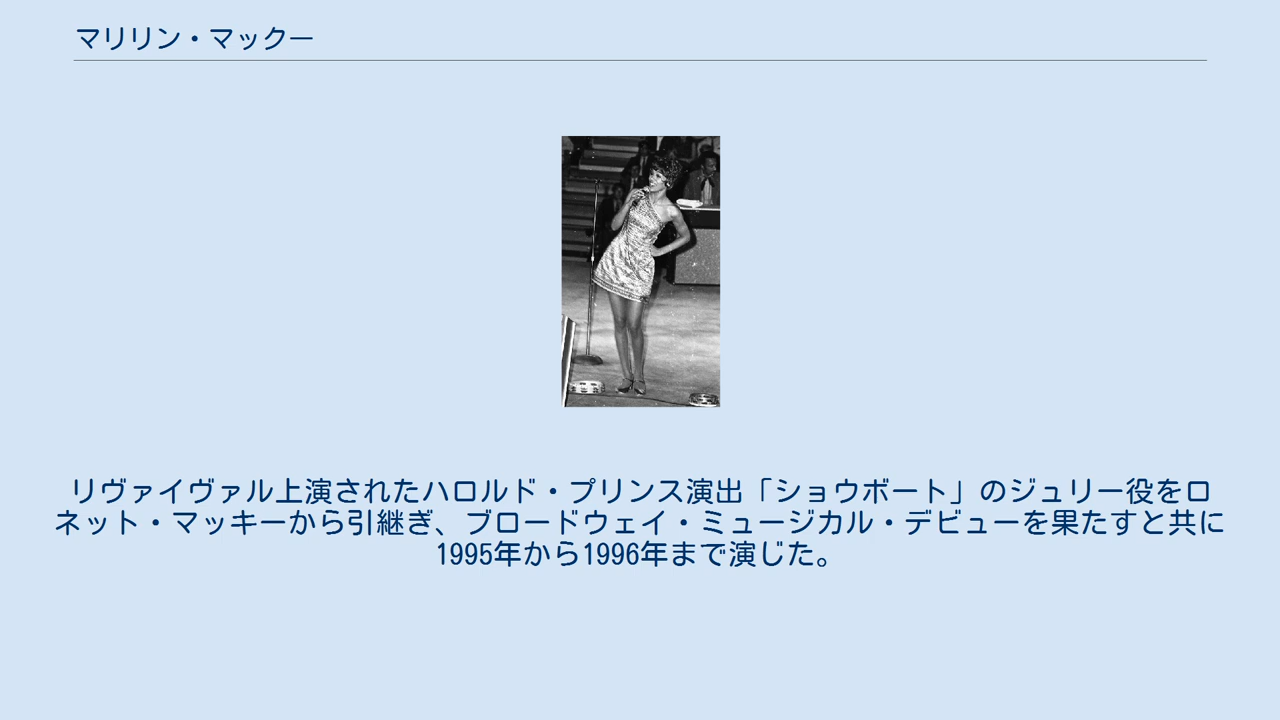 マリリン・マックー
リヴァイヴァル上演されたハロルド・プリンス演出「ショウボート」のジュリー役をロ
ネット・マッキーから引継ぎ、ブロードウェイ・ミュージカル・デビューを果たすと共に
1995年から1996年まで演じた。